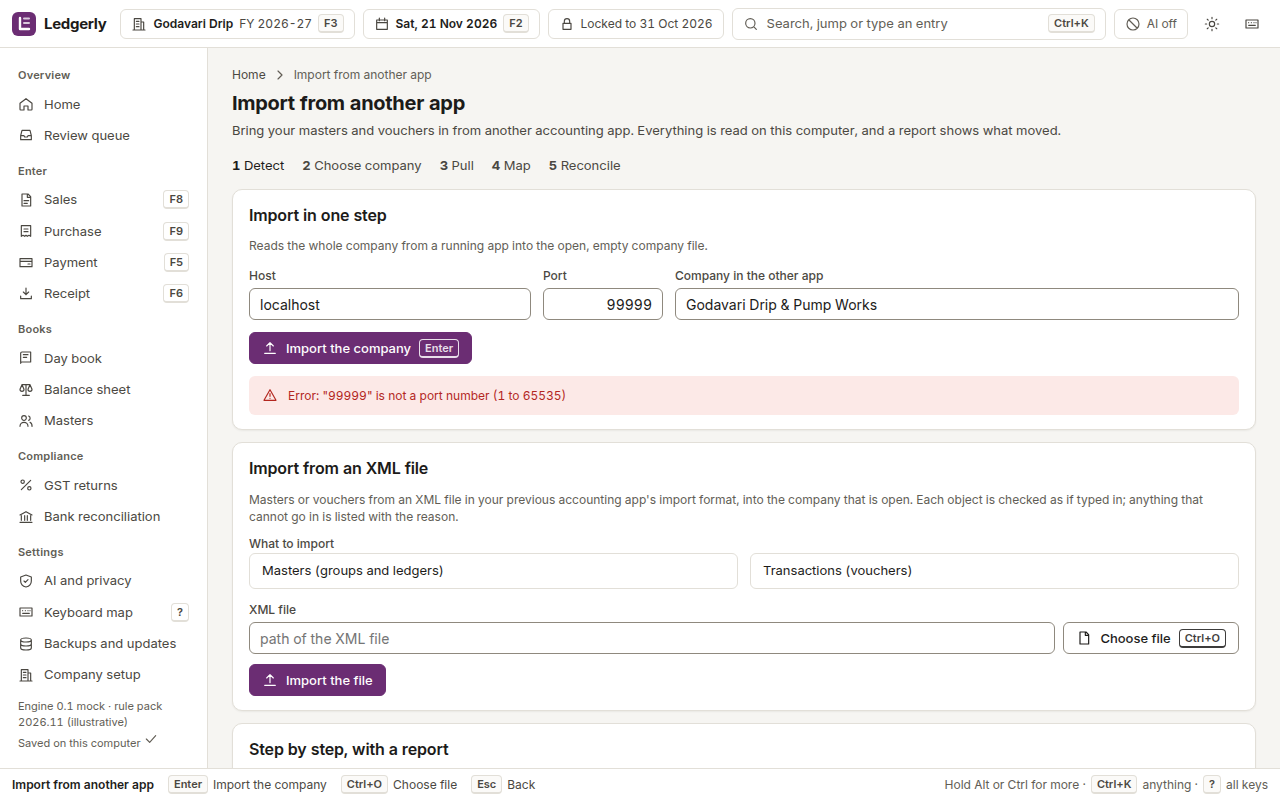 Ledgerly
Godavari Drip FY 2026-27 F3
Sat, 21 Nov 2026 F2
Locked to 31 Oct 2026
Search, jump or type an entry Ctrl+K
AI off
Overview
Home
Review queue
Enter
Sales F8
Purchase F9
Payment F5
Receipt F6
Books
Day book
Balance sheet
Masters
Compliance
GST returns
Bank reconciliation
Settings
AI and privacy
Keyboard map ?
Backups and updates
Company setup
Engine 0.1 mock · rule pack
2026.11 (illustrative)
Saved on this computer
Home Import from another app
Import from another app
Bring your masters and vouchers in from another accounting app. Everything is read on this computer, and a report shows what moved.
1 Detect 2 Choose company 3 Pull 4 Map 5 Reconcile
Import in one step
Reads the whole company from a running app into the open, empty company file.
Host Port Company in the other app
localhost 99999 Godavari Drip & Pump Works
Import the company Enter
Error: "99999" is not a port number (1 to 65535)
Import from an XML file
Masters or vouchers from an XML file in your previous accounting app's import format, into the company that is open. Each object is checked as if typed in; anything that
cannot go in is listed with the reason.
What to import
Masters (groups and ledgers) Transactions (vouchers)
XML file
path of the XML file Choose file Ctrl+O
Import the file
Step by step, with a report
Import from another app Enter Import the company Ctrl+O Choose file Esc Back
Hold Alt or Ctrl for more · Ctrl+K anything · ? all keys